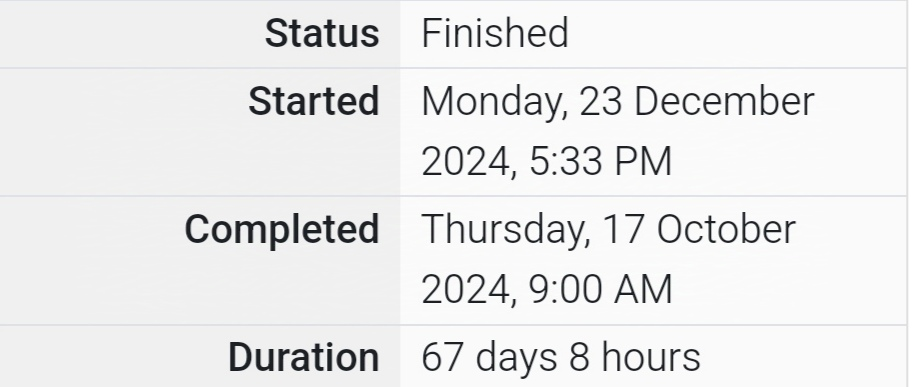 Status Finished
Started Monday, 23 December
2024, 5:33 PM
Completed Thursday, 17 October
2024, 9:00 AM
Duration 67 days 8 hours